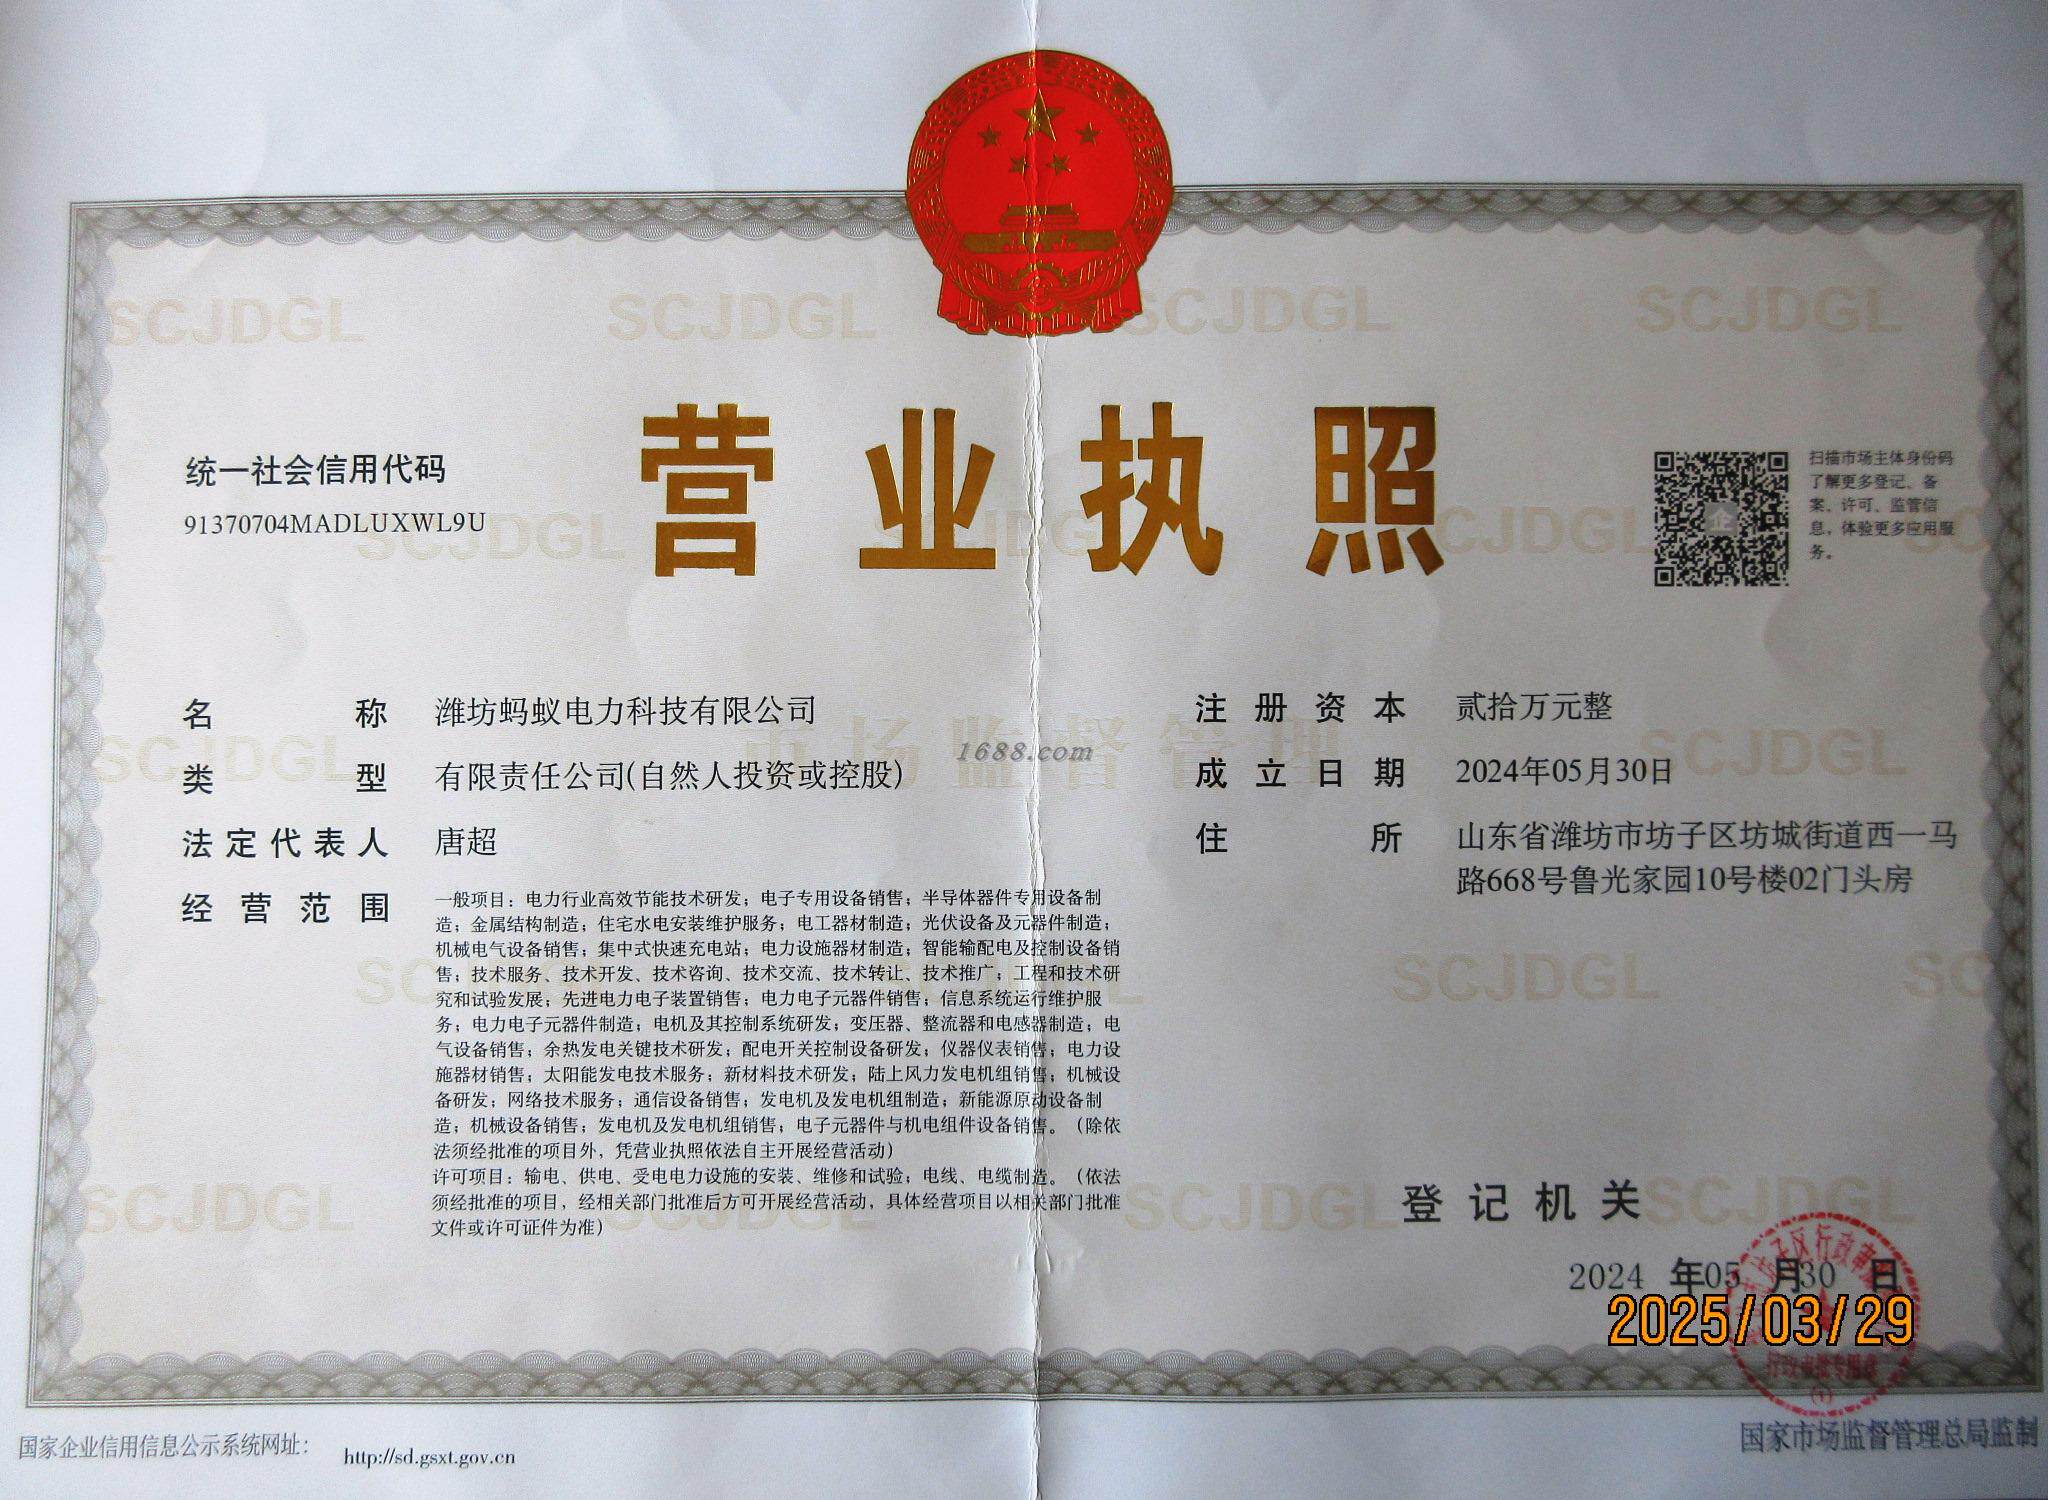 营业执照
统一社会信用代码
91370704MADLUXWL9U
扫描市场主体身份码
了解更多登记、备
案、许可、监管信
息，体验更多应用服
务。
名称 潍坊蚂蚁电力科技有限公司
类型 有限责任公司(自然人投资或控股)
法定代表人 唐超
经营范围 一般项目：电力行业高效节能技术研发；电子专用设备销售；半导体器件专用设备制
造；金属结构制造；住宅水电安装维护服务；电工器材制造；光伏设备及元器件制造；
机械电气设备销售；集中式快速充电站；电力设施器材制造；智能输配电及控制设备销
售；技术服务、技术开发、技术咨询、技术交流、技术转让、技术推广；工程和技术研
究和试验发展；先进电力电子装置销售；电力电子元器件销售；信息系统运行维护服
务；电力电子元器件制造；电机及其控制系统研发；变压器、整流器和电感器制造；电
气设备销售；余热发电关键技术研发；配电开关控制设备研发；仪器仪表销售；电力设
施器材销售；太阳能发电技术服务；新材料技术研发；陆上风力发电机组销售；机械设
备研发；网络技术服务；通信设备销售；发电机及发电机组制造；新能源原动设备制
造；机械设备销售；发电机及发电机组销售；电子元器件与机电组件设备销售。（除依
法须经批准的项目外，凭营业执照依法自主开展经营活动）
许可项目：输电、供电、受电电力设施的安装、维修和试验；电线、电缆制造。（依法
须经批准的项目，经相关部门批准后方可开展经营活动，具体经营项目以相关部门批准
文件或许可证件为准）
注册资本 贰拾万元整
成立日期 2024年05月30日
住所 山东省潍坊市坊子区坊城街道西一马
路668号鲁光家园10号楼02门头房
1688.com
市场监督管理
SCJDGL
登记机关
2024 年05 月30 日
2025/03/29
国家企业信用信息公示系统网址：
http://sd.gsxt.gov.cn
国家市场监督管理总局监制